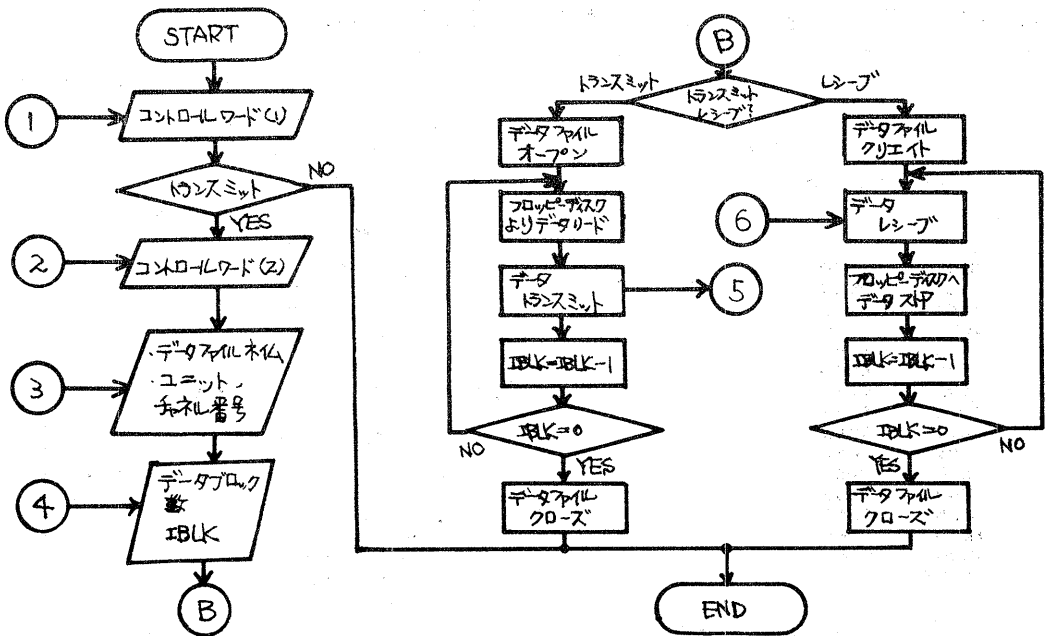 START
1
コントロールワード(1)
トランスミット
NO
YES
2
コントロールワード(2)
3
・データファイルネイム
・ユニット・
チャネル番号
4
データブロック
数
IBLK
B
B
トランスミット
レシーブ
トランスミット
レシーブ?
データファイル
オープン
フロッピーディスク
よりデータリード
データ
トランスミット
5
IBLK=IBLK-1
IBLK=0
NO
YES
データファイル
クローズ
データファイル
クリエイト
6
データ
レシーブ
フロッピーディスクヘ
データストア
IBLK=IBLK-1
IBLK=0
NO
YES
データファイル
クローズ
END